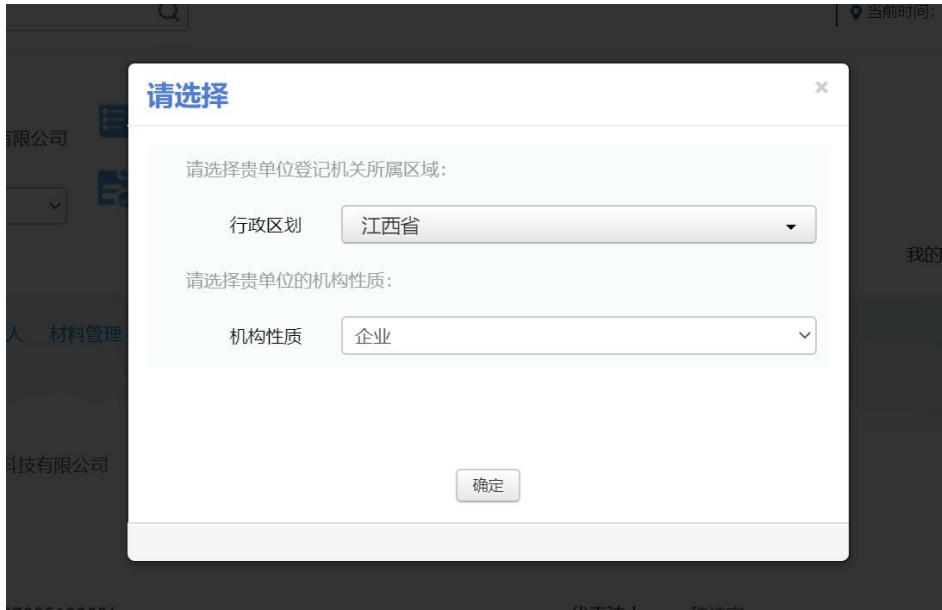 当前时间:
请选择
×
有限公司
请选择贵单位登记机关所属区域:
行政区划 江西省
我的
请选择贵单位的机构性质:
人 材料管理
机构性质 企业
科技有限公司
确定